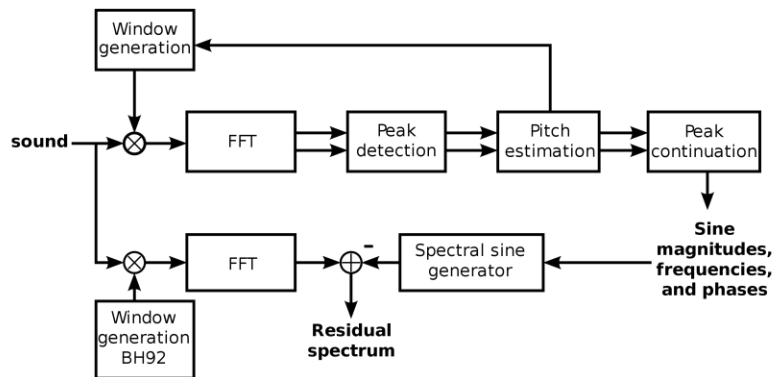 Window
generation
sound
FFT
Peak
detection
Pitch
estimation
Peak
continuation
Sine
magnitudes,
frequencies,
and phases
FFT
-
Spectral sine
generator
Window
generation
BH92
Residual
spectrum